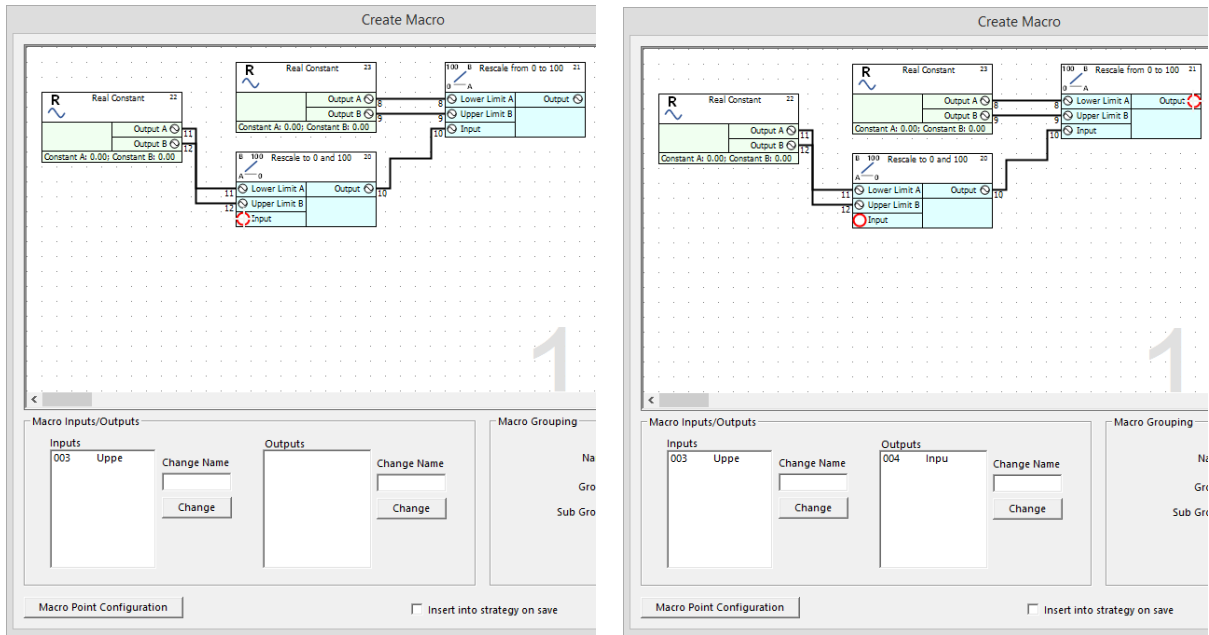 Create Macro
R Real Constant 23
100 B Rescale from 0 to 100 21
0 A
R Real Constant 22
Output A 8
8 Lower Limit A Output
Output B 9
9 Upper Limit B
Constant A: 0.00; Constant B: 0.00
10 Input
Output A 11
Output B 12
Constant A: 0.00; Constant B: 0.00
B 100 Rescale to 0 and 100 20
A 0
11 Lower Limit A Output 10
12 Upper Limit B
Input
1
<
Macro Inputs/Outputs
Macro Grouping
Inputs
Outputs
003 Uppe
Change Name
Change Name
Na
Gro
Change
Change
Sub Gro
Macro Point Configuration
Insert into strategy on save
Create Macro
R Real Constant 23
100 B Rescale from 0 to 100 21
0 A
R Real Constant 22
Output A 8
8 Lower Limit A Output
Output B 9
9 Upper Limit B
Constant A: 0.00; Constant B: 0.00
10 Input
Output A 11
Output B 12
Constant A: 0.00; Constant B: 0.00
B 100 Rescale to 0 and 100 20
A 0
11 Lower Limit A Output 10
12 Upper Limit B
Input
1
<
Macro Inputs/Outputs
Macro Grouping
Inputs
Outputs
003 Uppe
004 Inpu
Change Name
Change Name
Na
Gro
Change
Change
Sub Gro
Macro Point Configuration
Insert into strategy on save